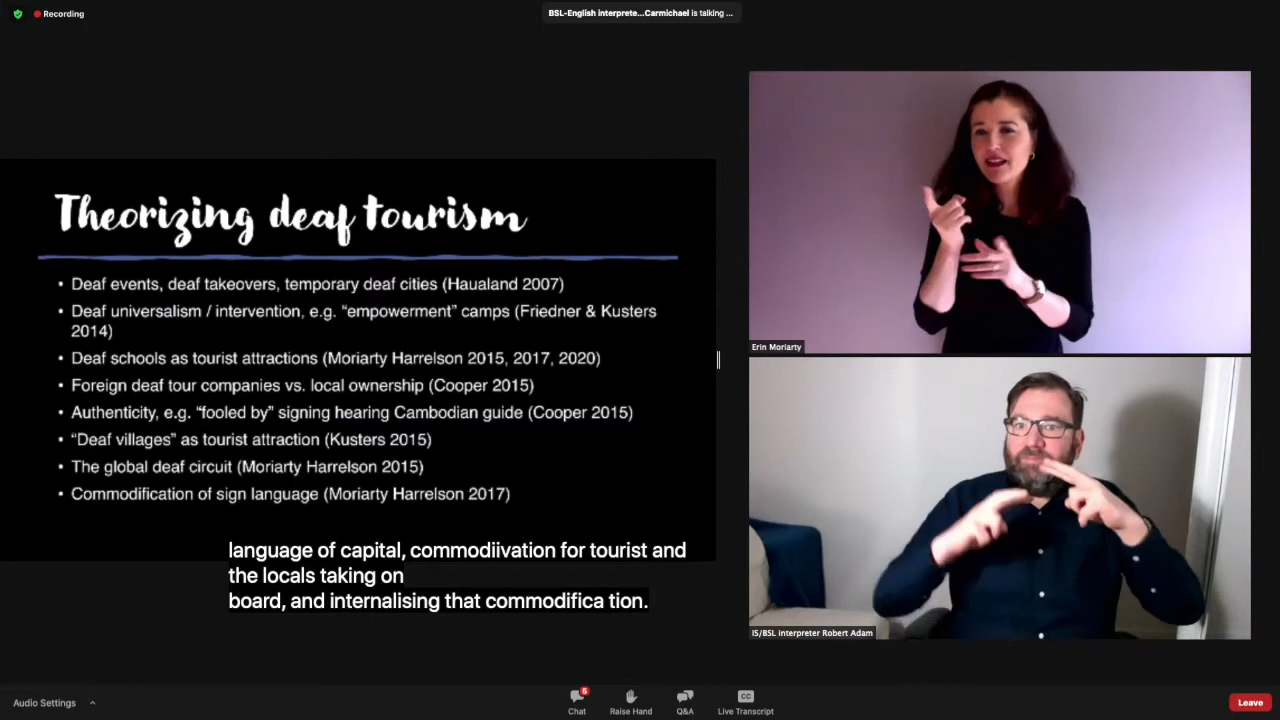 Recording
BSL-English interprete...Carmichael is talking ...
Theorizing deaf tourism
• Deaf events, deaf takeovers, temporary deaf cities (Haualand 2007)
• Deaf universalism / intervention, e.g. “empowerment” camps (Friedner & Kusters
2014)
• Deaf schools as tourist attractions (Moriarty Harrelson 2015, 2017, 2020)
• Foreign deaf tour companies vs. local ownership (Cooper 2015)
• Authenticity, e.g. “fooled by” signing hearing Cambodian guide (Cooper 2015)
• “Deaf villages” as tourist attraction (Kusters 2015)
• The global deaf circuit (Moriarty Harrelson 2015)
• Commodification of sign language (Moriarty Harrelson 2017)
language of capital, commodiivation for tourist and
the locals taking on
board, and internalising that commodifica tion.
Erin Moriarty
IS/BSL interpreter Robert Adam
Audio Settings
5
Chat
Raise Hand
Q&A
CC
Live Transcript
Leave